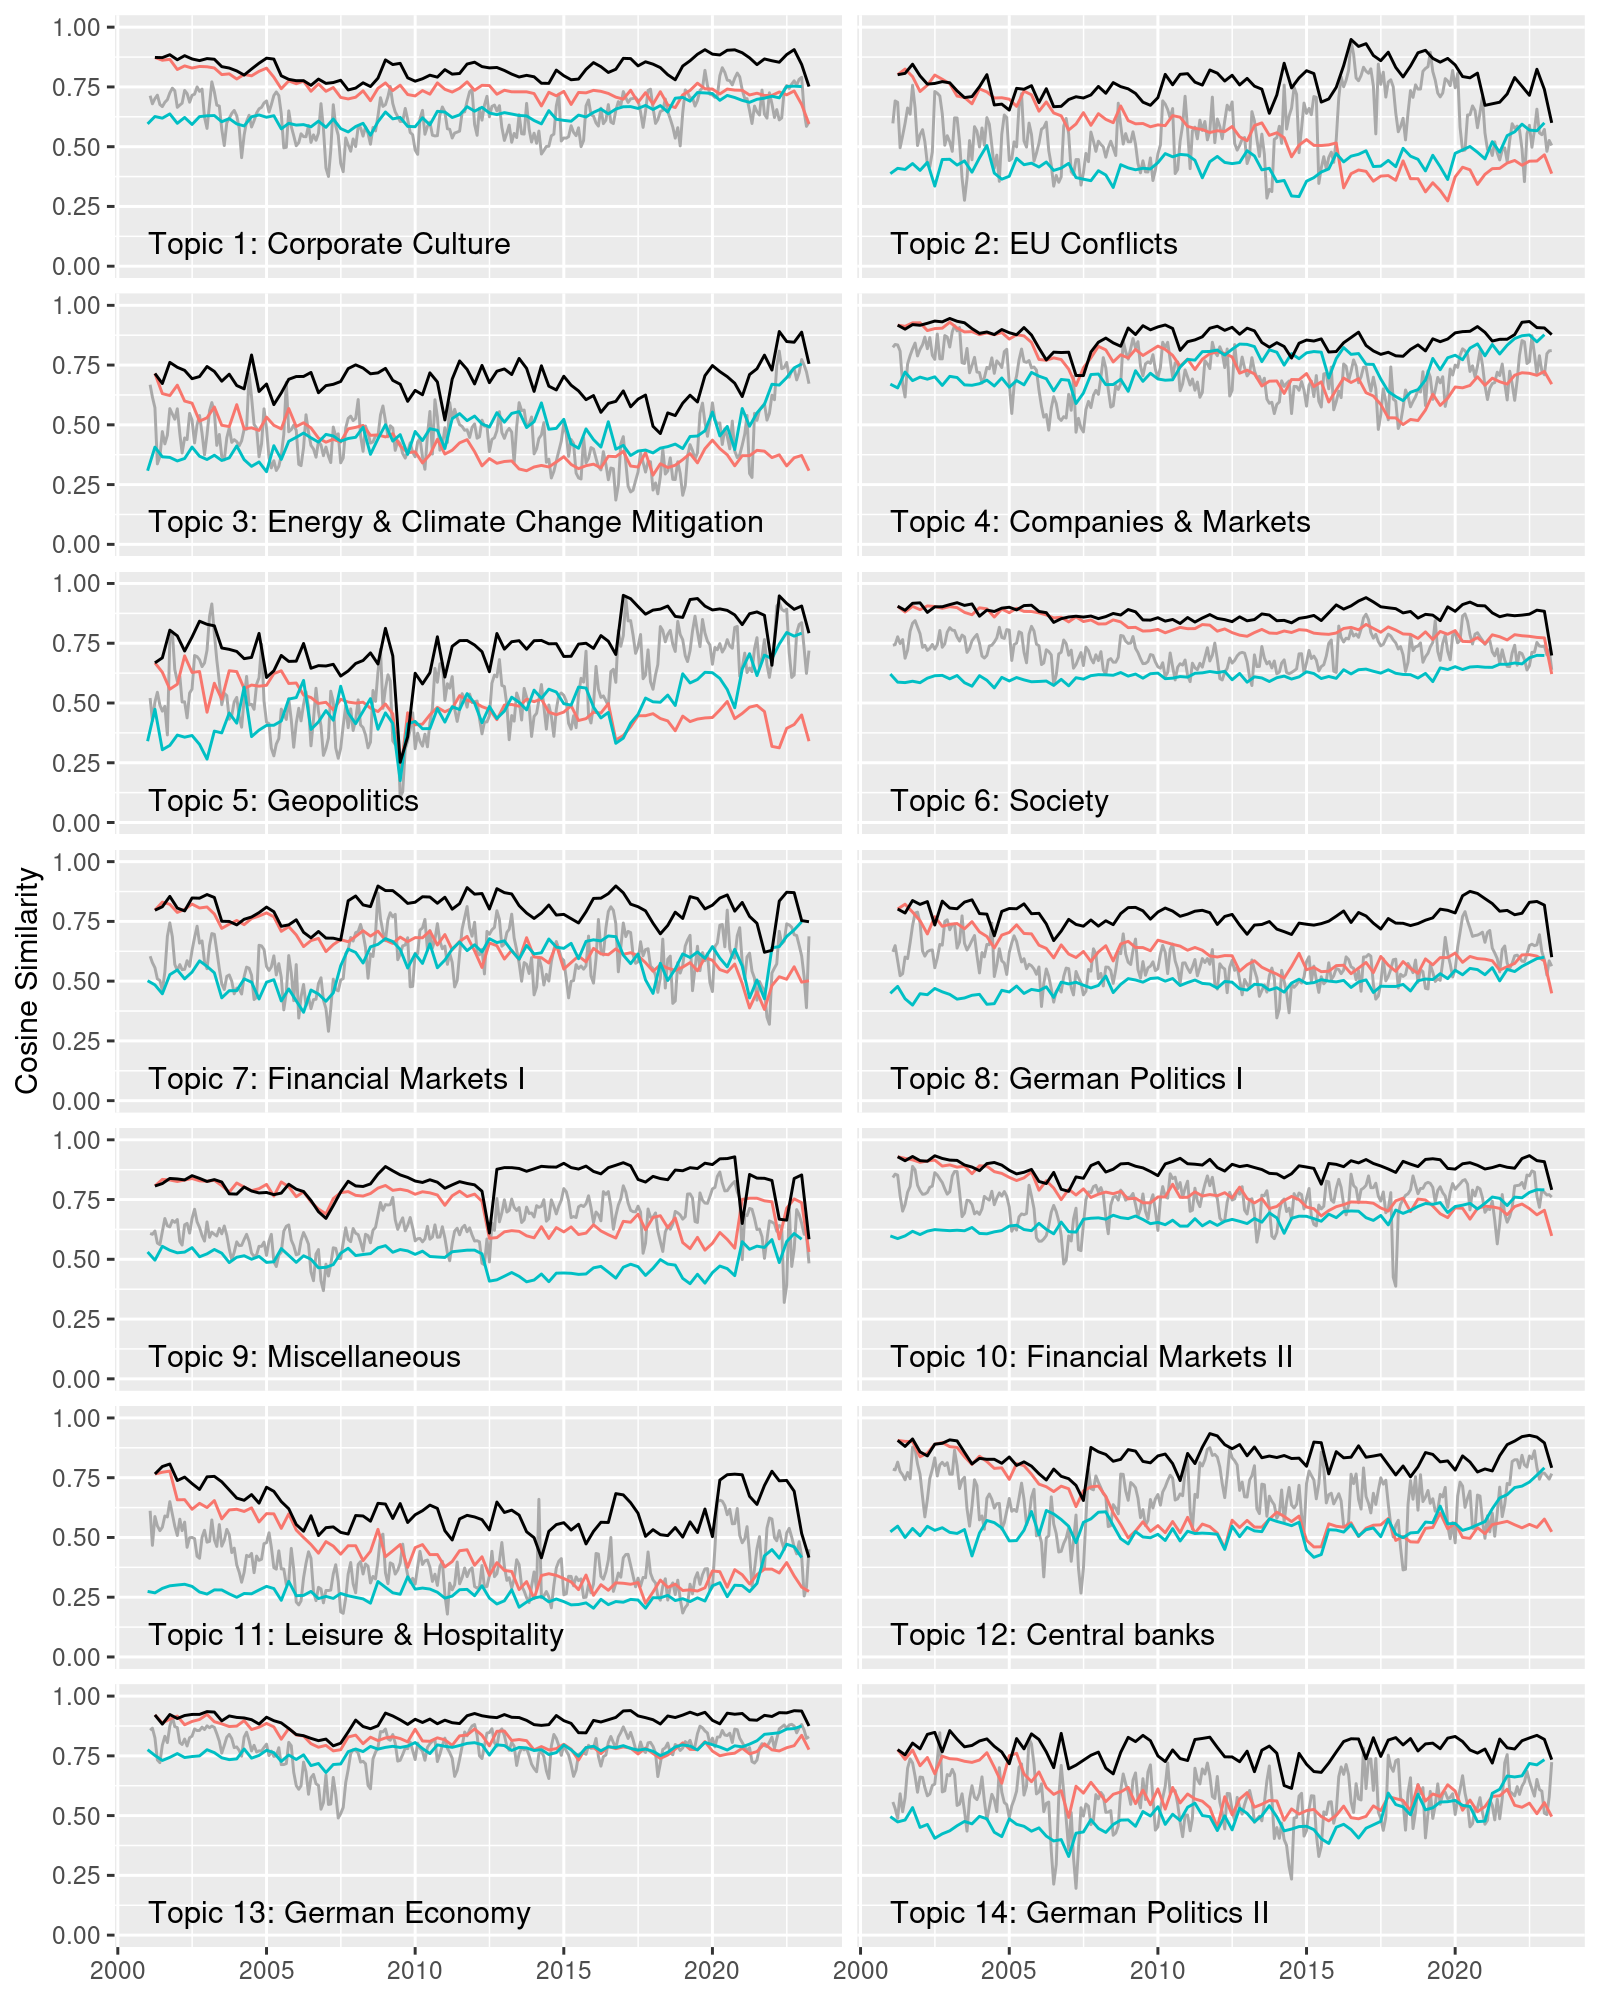 1.00
0.75
0.50
0.25
0.00
Topic 1: Corporate Culture
Topic 2: EU Conflicts
1.00
0.75
0.50
0.25
0.00
Topic 3: Energy & Climate Change Mitigation
Topic 4: Companies & Markets
1.00
0.75
0.50
0.25
0.00
Topic 5: Geopolitics
Topic 6: Society
Cosine Similarity
1.00
0.75
0.50
0.25
0.00
Topic 7: Financial Markets I
Topic 8: German Politics I
1.00
0.75
0.50
0.25
0.00
Topic 9: Miscellaneous
Topic 10: Financial Markets II
1.00
0.75
0.50
0.25
0.00
Topic 11: Leisure & Hospitality
Topic 12: Central banks
1.00
0.75
0.50
0.25
0.00
Topic 13: German Economy
Topic 14: German Politics II
2000 2005 2010 2015 2020
2000 2005 2010 2015 2020